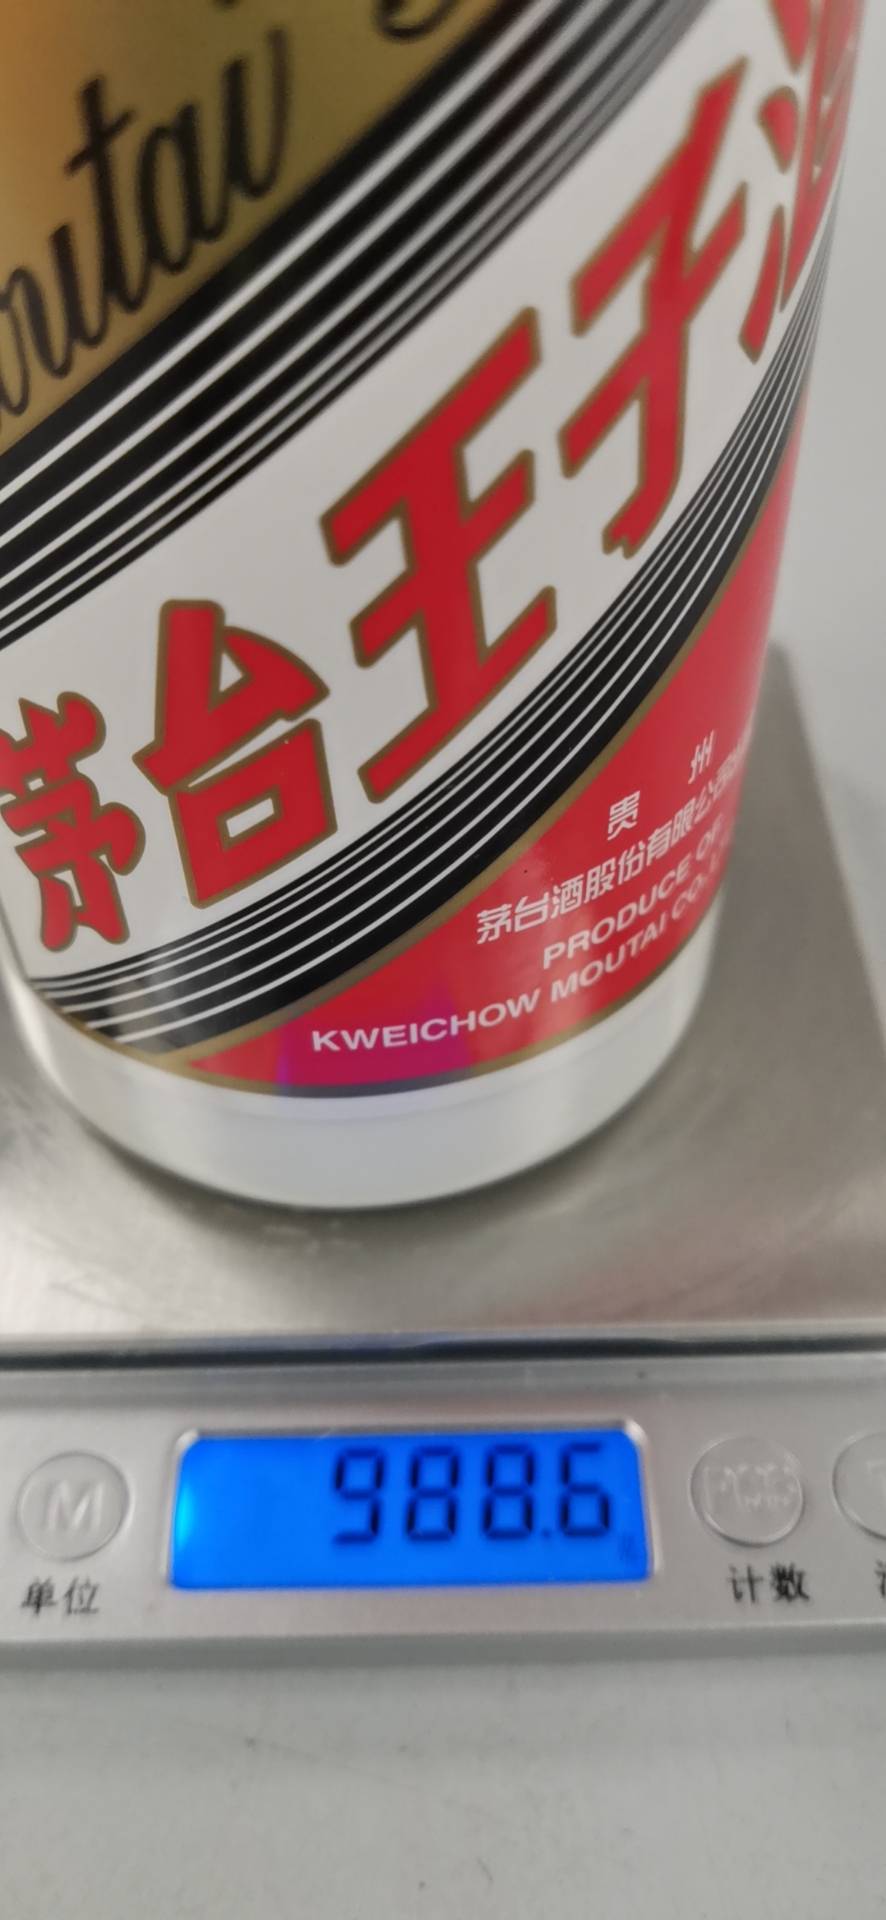 茅台王子酒
贵州
茅台酒股份有限公司
PRODUCE OF
KWEICHOW MOUTAI CO.
988.6
M
单位
计数